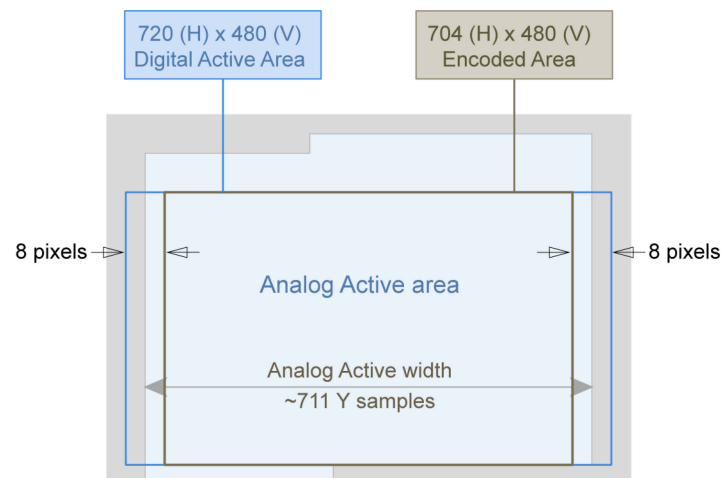 720 (H) x 480 (V)
Digital Active Area
704 (H) x 480 (V)
Encoded Area
8 pixels
8 pixels
Analog Active area
Analog Active width
~711 Y samples